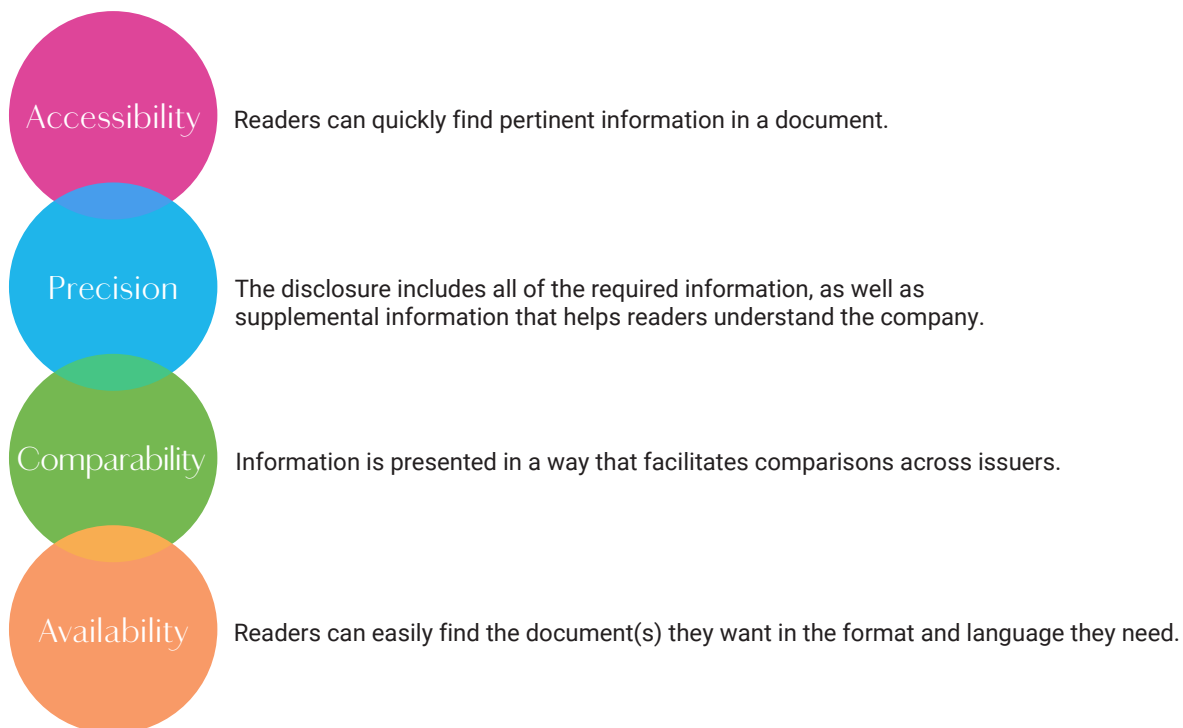 Accessibility
Readers can quickly find pertinent information in a document.
Precision
The disclosure includes all of the required information, as well as
supplemental information that helps readers understand the company.
Comparability
Information is presented in a way that facilitates comparisons across issuers.
Availability
Readers can easily find the document(s) they want in the format and language they need.